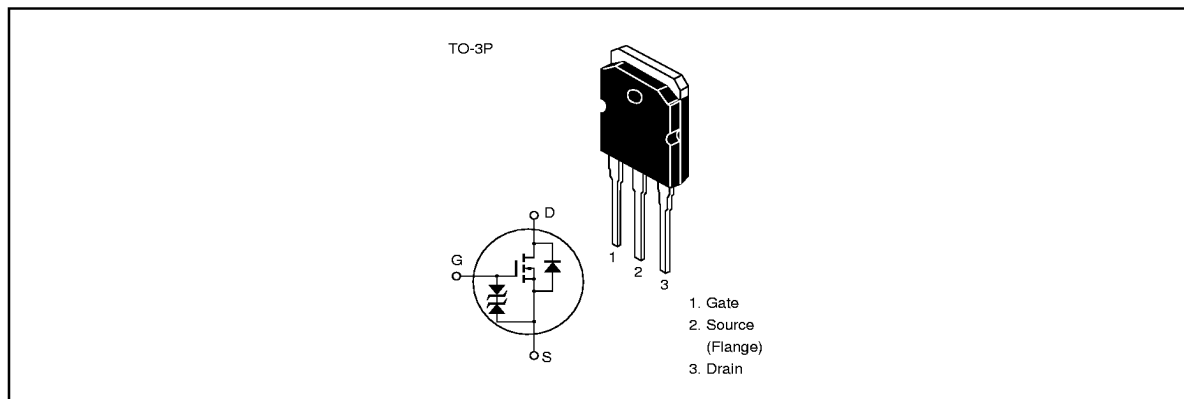 TO-3P
D
G
S
1
2
3
1. Gate
2. Source
(Flange)
3. Drain